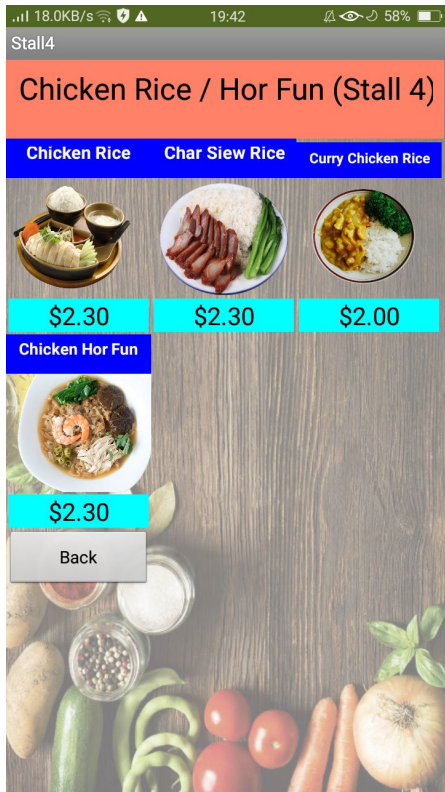 18.0KB/s 19:42 58%
Stall4
Chicken Rice / Hor Fun (Stall 4)
Chicken Rice Char Siew Rice Curry Chicken Rice
$2.30 $2.30 $2.00
Chicken Hor Fun
$2.30
Back